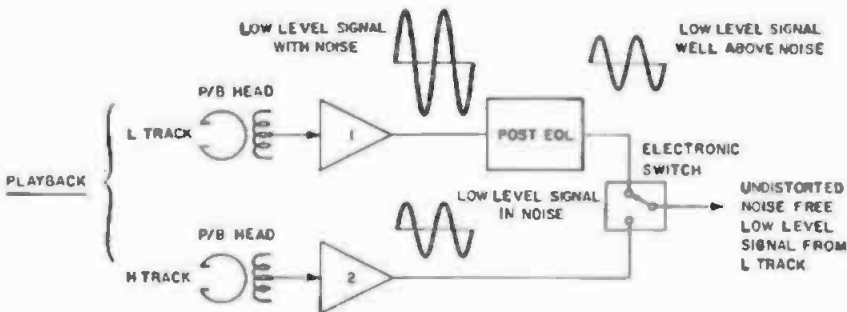 LOW LEVEL SIGNAL
WITH NOISE
LOW LEVEL SIGNAL
WELL ABOVE NOISE
P/B HEAD
L TRACK
1
POST EQL
ELECTRONIC
SWITCH
PLAYBACK
LOW LEVEL SIGNAL
IN NOISE
UNDISTORTED
NOISE FREE
LOW LEVEL
SIGNAL FROM
L TRACK
P/B HEAD
H TRACK
2